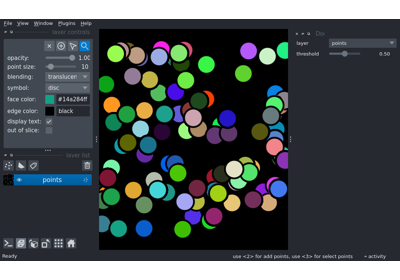 File View Window Plugins Help
layer controls
opacity: 1.00
point size: 10
blending: translucen
symbol: disc
face color: #14a284ff
edge color: black
display text:
out of slice:
layer list
points
layer points
threshold 0.50
Ready
use <2> for add points, use <3> for select points
activity